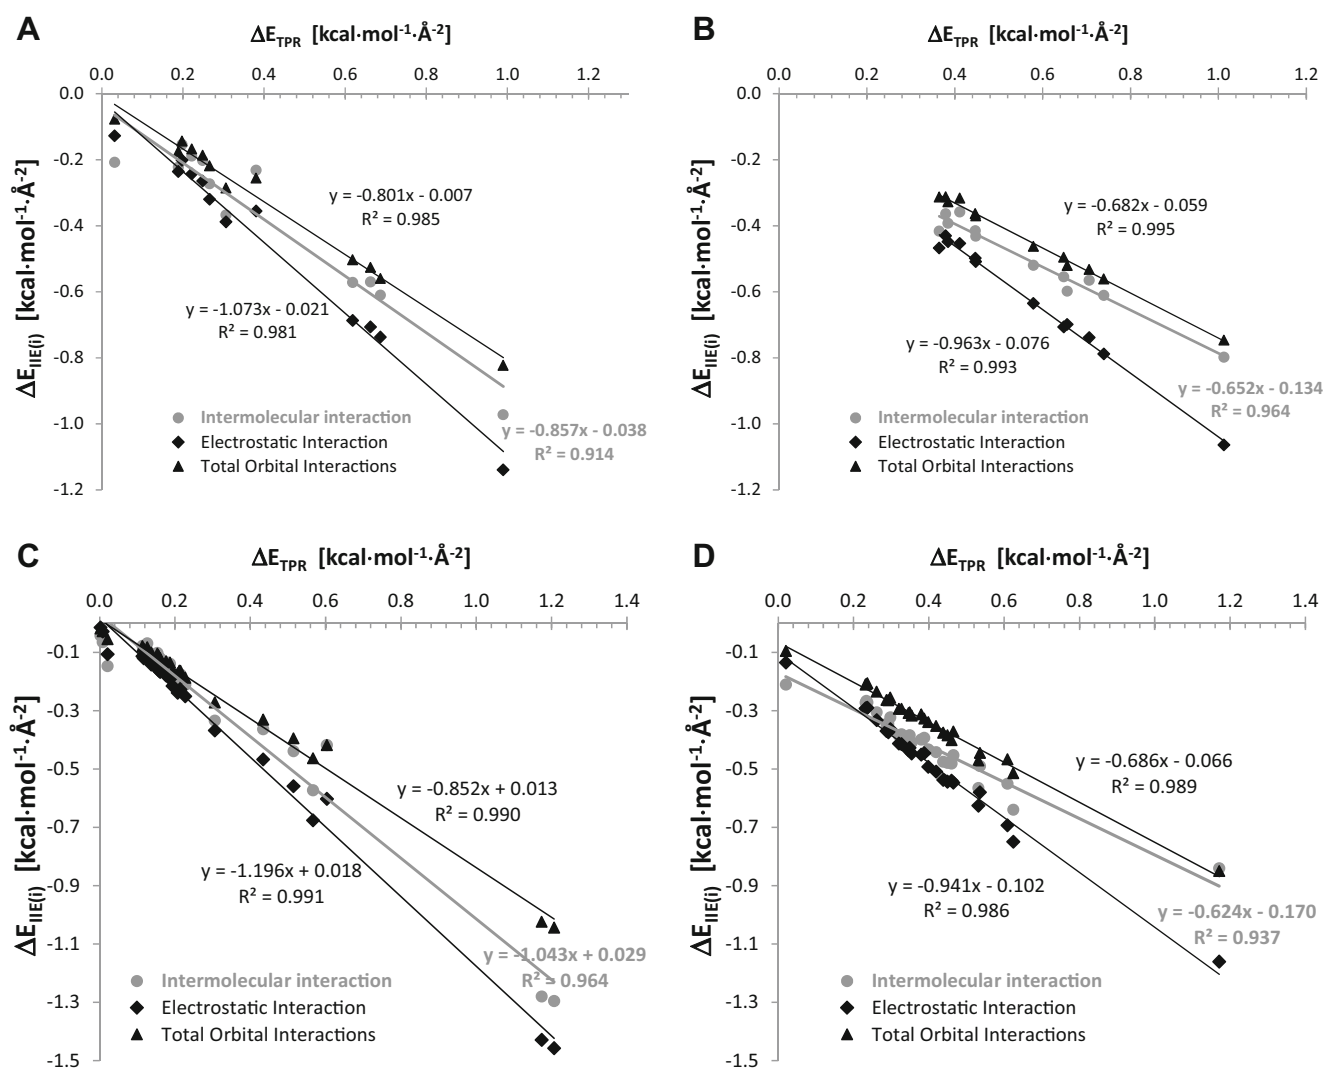 A
ΔE_TPR [kcal·mol⁻¹·Å⁻²]
0.0 0.2 0.4 0.6 0.8 1.0 1.2
0.0
-0.2
-0.4
-0.6
-0.8
-1.0
-1.2
ΔE_IIE(i) [kcal·mol⁻¹·Å⁻²]
y = -0.801x - 0.007
R² = 0.985
y = -1.073x - 0.021
R² = 0.981
y = -0.857x - 0.038
R² = 0.914
Intermolecular interaction
Electrostatic Interaction
Total Orbital Interactions
B
ΔE_TPR [kcal·mol⁻¹·Å⁻²]
0.0 0.2 0.4 0.6 0.8 1.0 1.2
0.0
-0.2
-0.4
-0.6
-0.8
-1.0
-1.2
ΔE_IIE(i) [kcal·mol⁻¹·Å⁻²]
y = -0.682x - 0.059
R² = 0.995
y = -0.963x - 0.076
R² = 0.993
y = -0.652x - 0.134
R² = 0.964
Intermolecular interaction
Electrostatic Interaction
Total Orbital Interactions
C
ΔE_TPR [kcal·mol⁻¹·Å⁻²]
0.0 0.2 0.4 0.6 0.8 1.0 1.2 1.4
-0.1
-0.3
-0.5
-0.7
-0.9
-1.1
-1.3
-1.5
ΔE_IIE(i) [kcal·mol⁻¹·Å⁻²]
y = -0.852x + 0.013
R² = 0.990
y = -1.196x + 0.018
R² = 0.991
y = -1.043x + 0.029
R² = 0.964
Intermolecular interaction
Electrostatic Interaction
Total Orbital Interactions
D
ΔE_TPR [kcal·mol⁻¹·Å⁻²]
0.0 0.2 0.4 0.6 0.8 1.0 1.2 1.4
-0.1
-0.3
-0.5
-0.7
-0.9
-1.1
-1.3
-1.5
ΔE_IIE(i) [kcal·mol⁻¹·Å⁻²]
y = -0.686x - 0.066
R² = 0.989
y = -0.941x - 0.102
R² = 0.986
y = -0.624x - 0.170
R² = 0.937
Intermolecular interaction
Electrostatic Interaction
Total Orbital Interactions